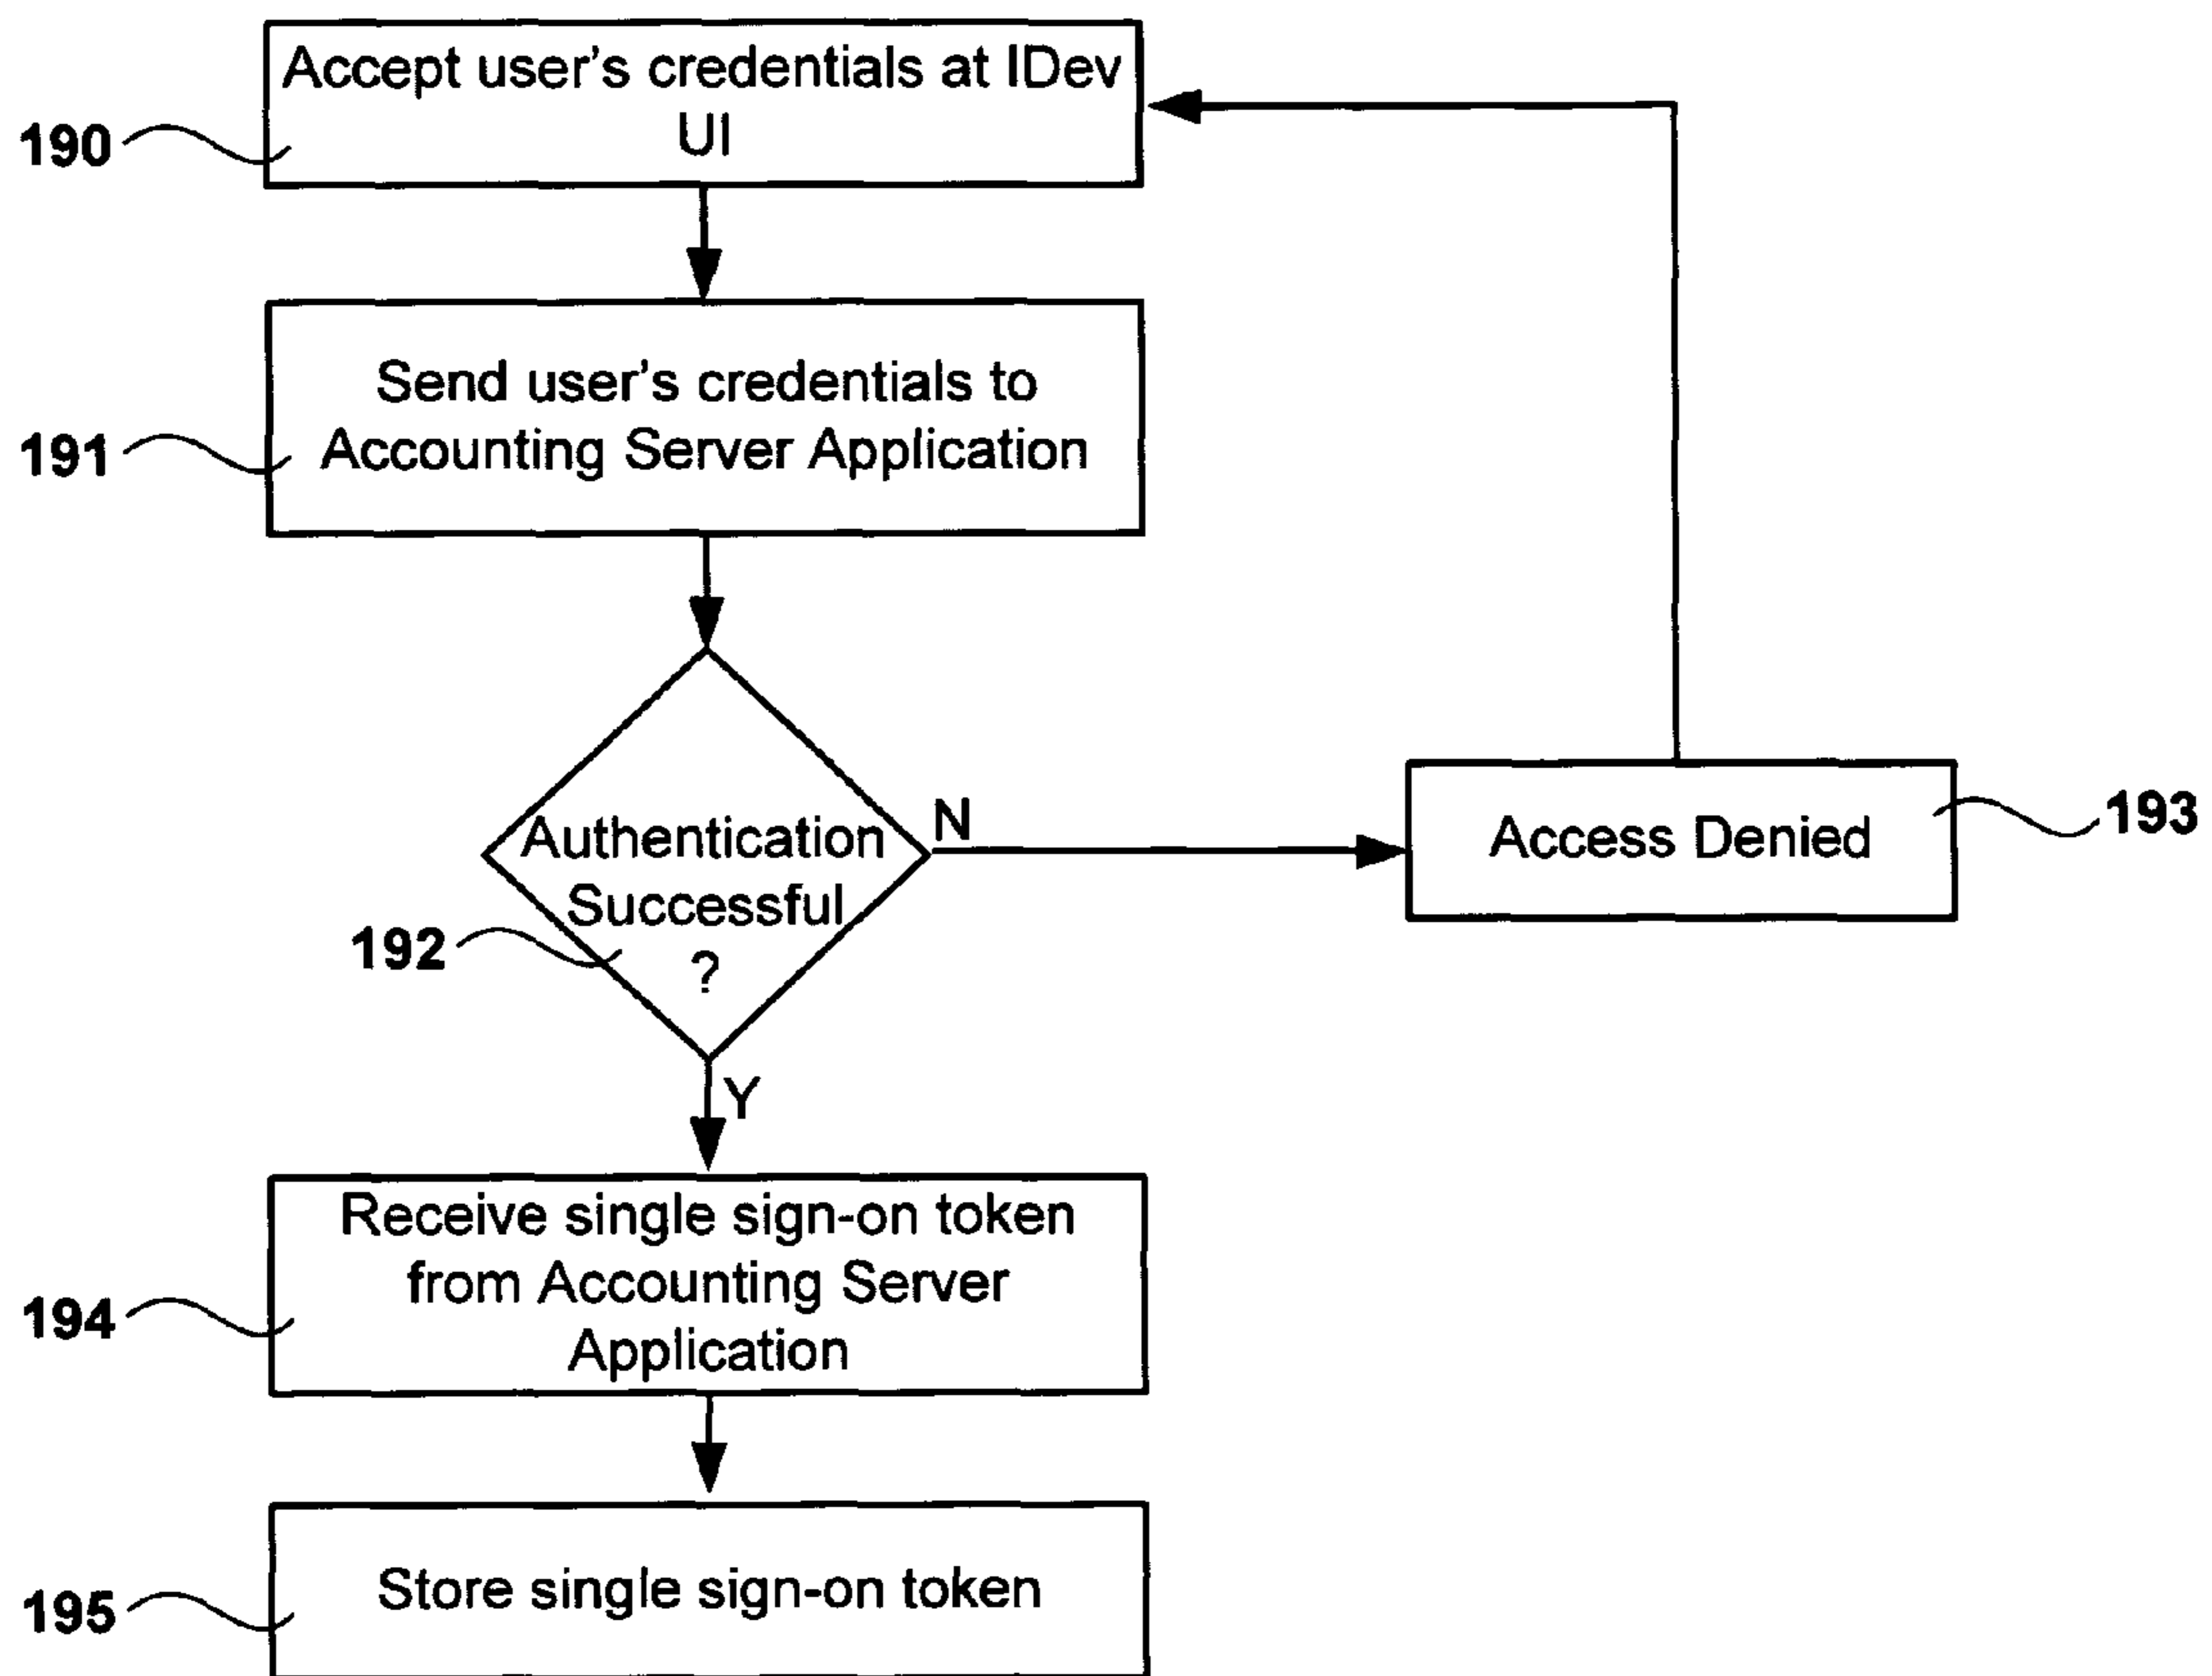 Accept user's credentials at IDev
UI
190
Send user's credentials to
Accounting Server Application
191
Authentication
Successful
?
192
N
Access Denied
193
Y
Receive single sign-on token
from Accounting Server
Application
194
Store single sign-on token
195